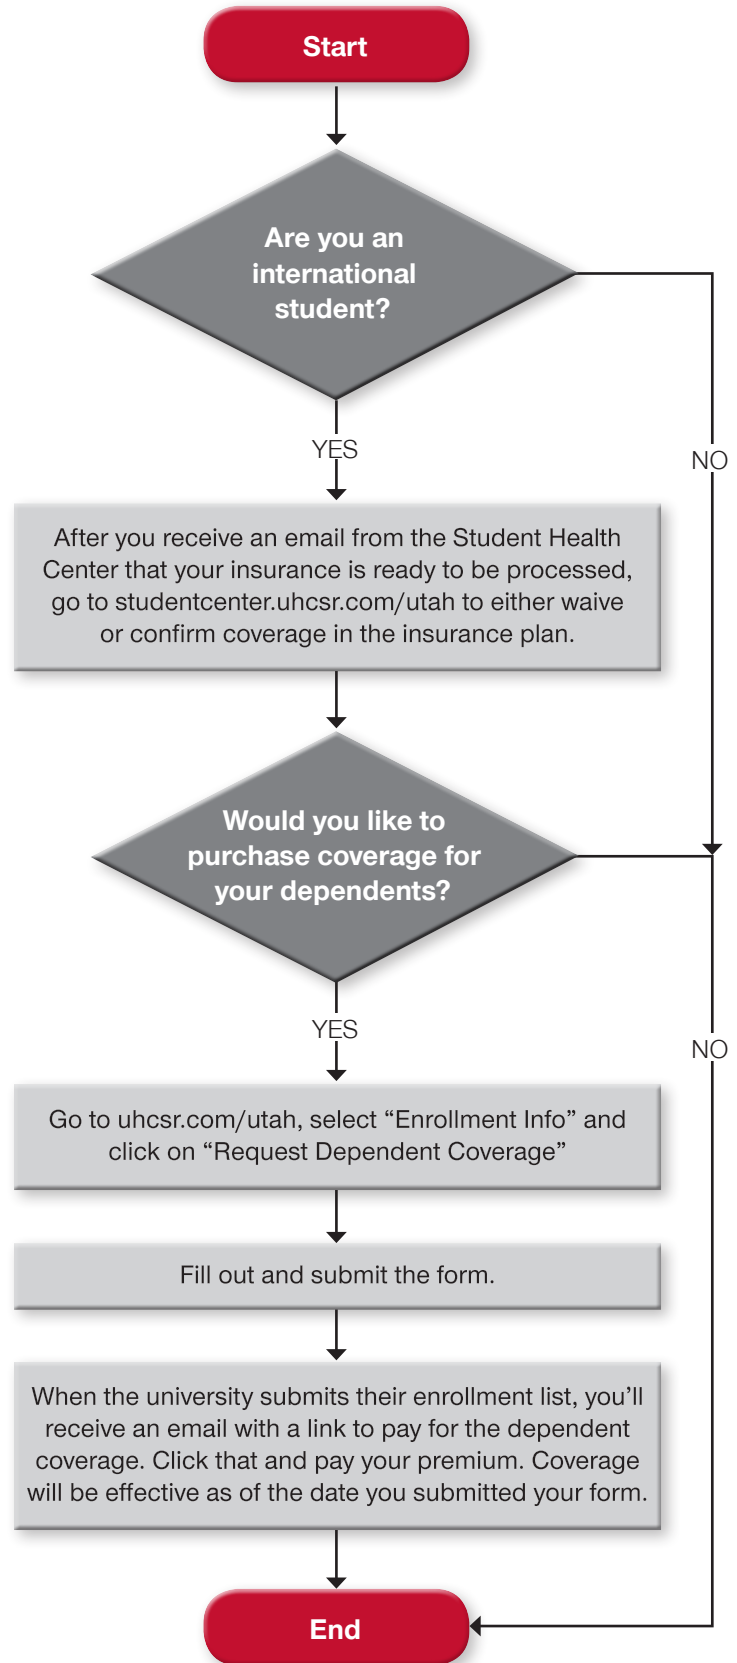 Start
Are you an
international
student?
YES
NO
After you receive an email from the Student Health
Center that your insurance is ready to be processed,
go to studentcenter.uhcsr.com/utah to either waive
or confirm coverage in the insurance plan.
Would you like to
purchase coverage for
your dependents?
YES
NO
Go to uhcsr.com/utah, select “Enrollment Info” and
click on “Request Dependent Coverage”
Fill out and submit the form.
When the university submits their enrollment list, you’ll
receive an email with a link to pay for the dependent
coverage. Click that and pay your premium. Coverage
will be effective as of the date you submitted your form.
End